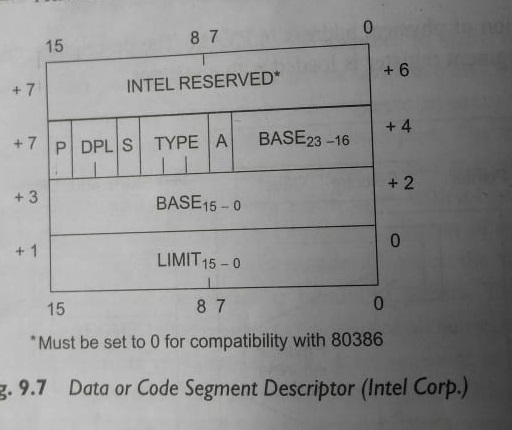 15 8 7 0
+ 7 INTEL RESERVED* + 6
+ 7 P DPL S TYPE A BASE23 –16 + 4
+ 3 BASE15 – 0 + 2
+ 1 LIMIT15 – 0 0
15 8 7 0
*Must be set to 0 for compatibility with 80386
g. 9.7 Data or Code Segment Descriptor (Intel Corp.)